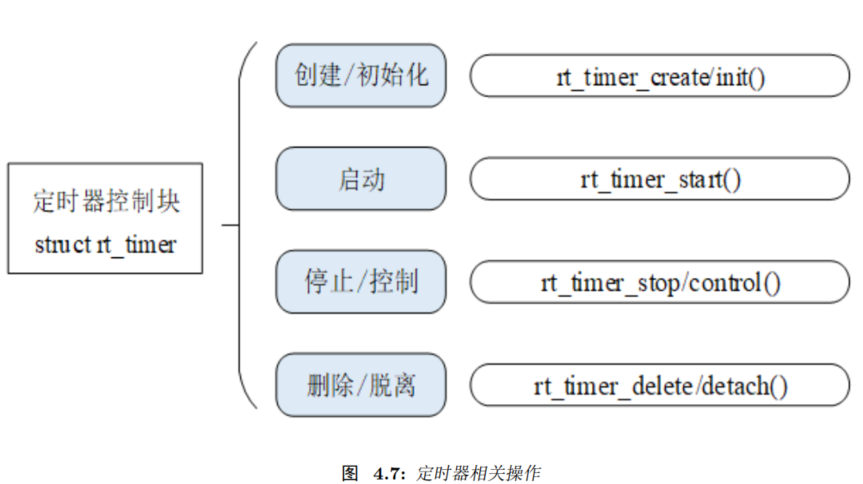 定时器控制块
struct rt_timer
创建/初始化
rt_timer_create/init()
启动
rt_timer_start()
停止/控制
rt_timer_stop/control()
删除/脱离
rt_timer_delete/detach()
图 4.7: 定时器相关操作